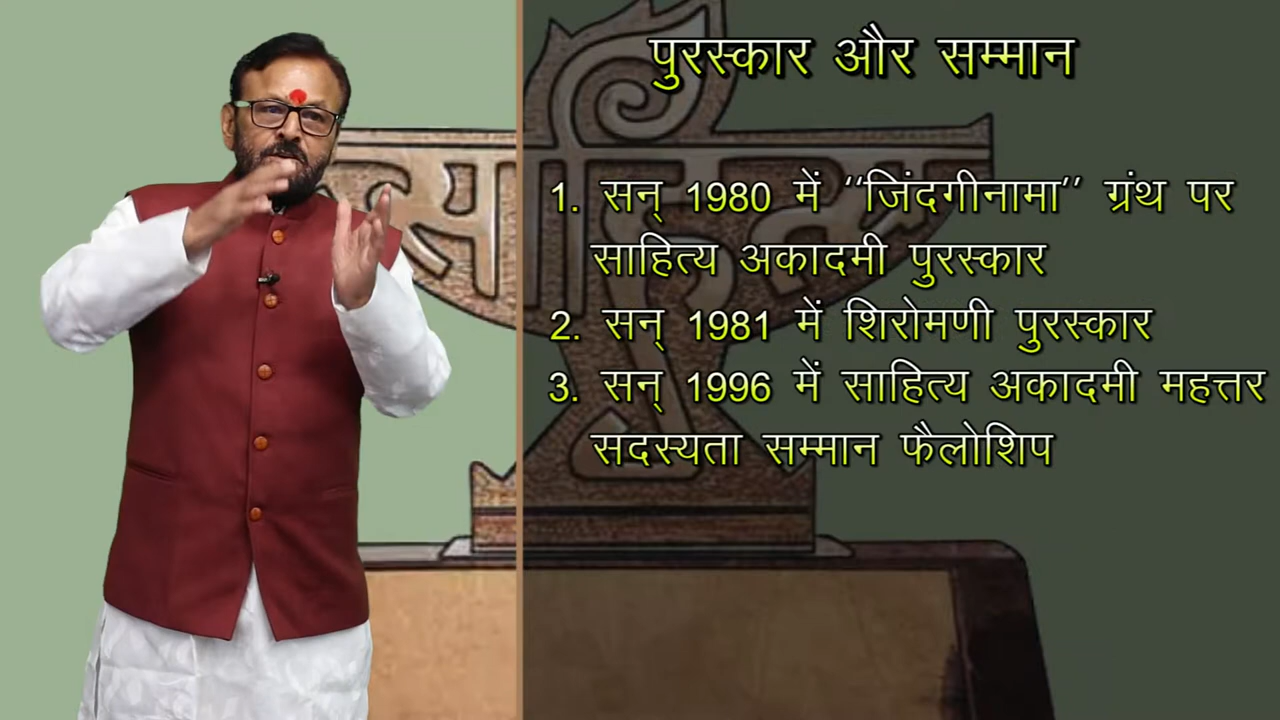 पुरस्कार और सम्मान
साहित्य
1. सन् 1980 में ‘‘जिंदगीनामा’’ ग्रंथ पर
साहित्य अकादमी पुरस्कार
2. सन् 1981 में शिरोमणी पुरस्कार
3. सन् 1996 में साहित्य अकादमी महत्तर
सदस्यता सम्मान फैलोशिप